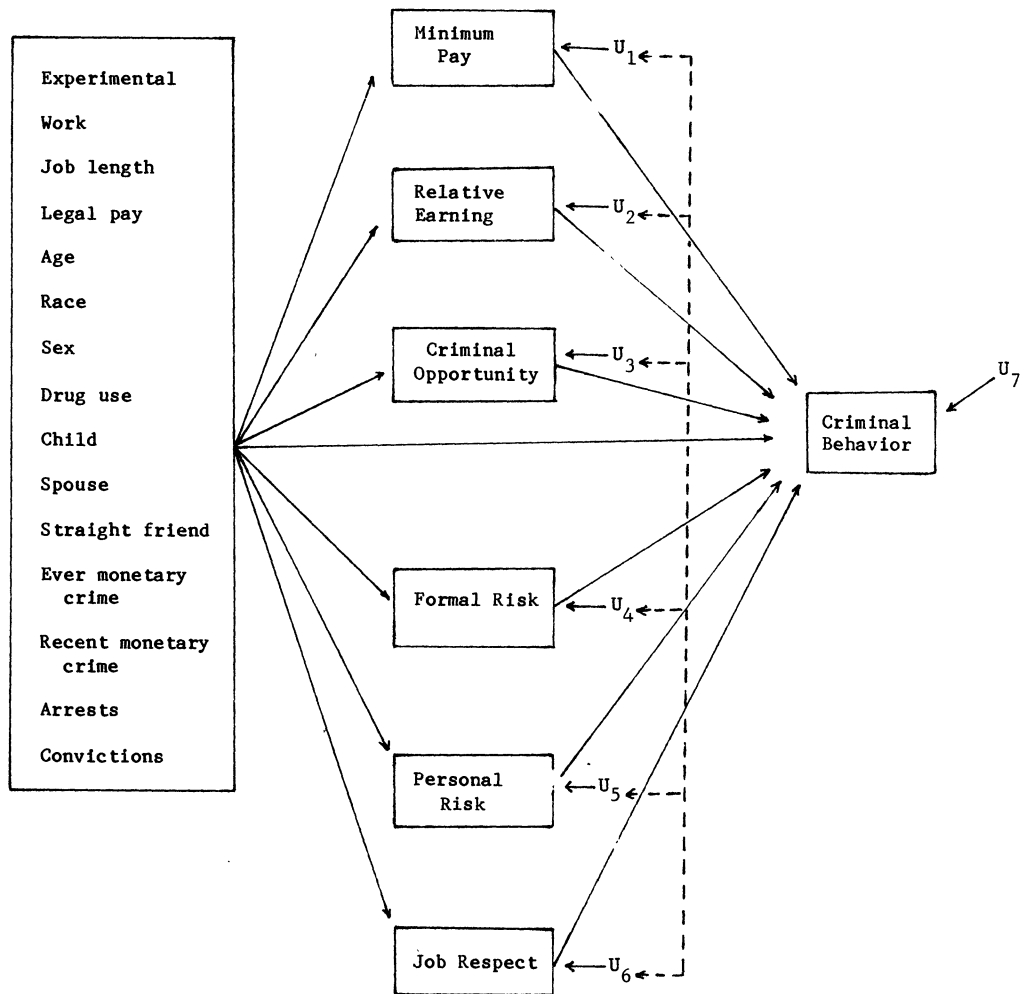 Experimental
Work
Job length
Legal pay
Age
Race
Sex
Drug use
Child
Spouse
Straight friend
Ever monetary
crime
Recent monetary
crime
Arrests
Convictions
Minimum
Pay
U1
Relative
Earning
U2
Criminal
Opportunity
U3
Formal Risk
U4
Personal
Risk
U5
Job Respect
U6
Criminal
Behavior
U7